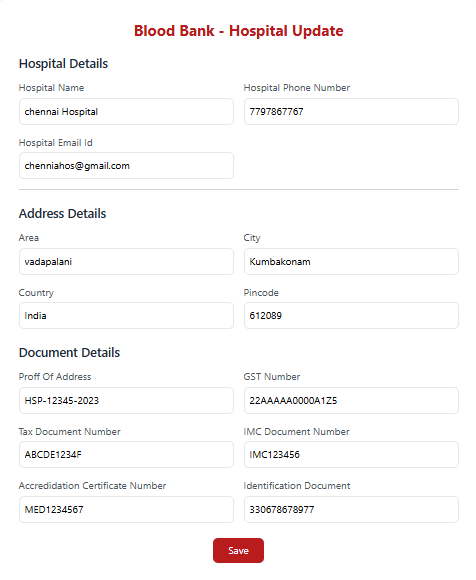 Blood Bank - Hospital Update
Hospital Details
Hospital Name Hospital Phone Number
chennai Hospital 7797867767
Hospital Email Id
chenniahos@gmail.com
Address Details
Area City
vadapalani Kumbakonam
Country Pincode
India 612089
Document Details
Proff Of Address GST Number
HSP-12345-2023 22AAAAA0000A1Z5
Tax Document Number IMC Document Number
ABCDE1234F IMC123456
Accredidation Certificate Number Identification Document
MED1234567 330678678977
Save